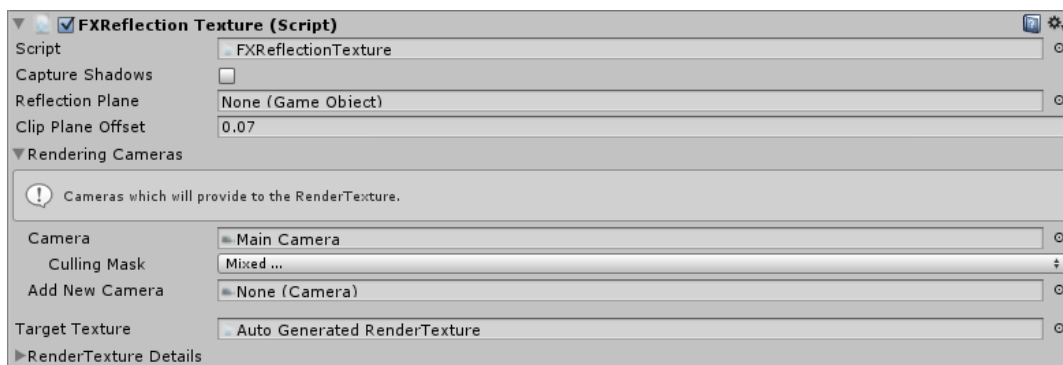 FXReflection Texture (Script)
Script FXReflectionTexture
Capture Shadows
Reflection Plane None (Game Object)
Clip Plane Offset 0.07
Rendering Cameras
Cameras which will provide to the RenderTexture.
Camera Main Camera
Culling Mask Mixed ...
Add New Camera None (Camera)
Target Texture Auto Generated RenderTexture
RenderTexture Details